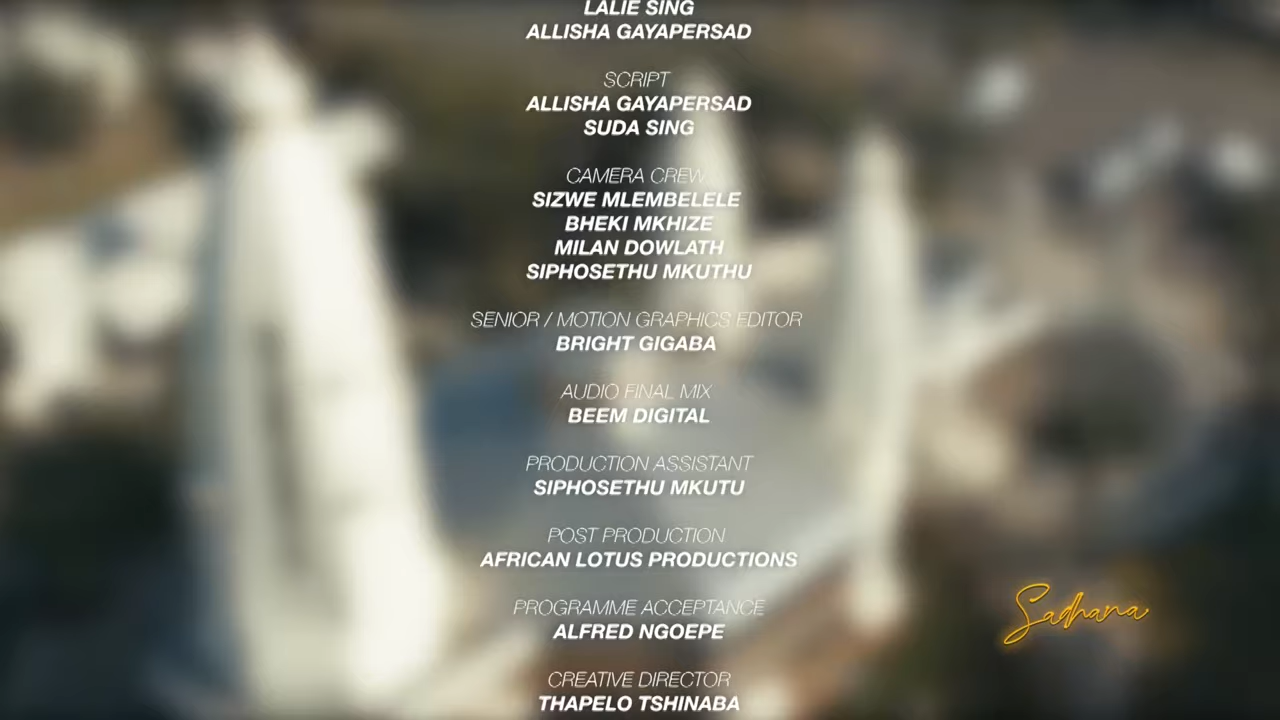 LALIE SING
ALLISHA GAYAPERSAD
SCRIPT
ALLISHA GAYAPERSAD
SUDA SING
CAMERA CREW
SIZWE MLEMBELELE
BHEKI MKHIZE
MILAN DOWLATH
SIPHOSETHU MKUTHU
SENIOR / MOTION GRAPHICS EDITOR
BRIGHT GIGABA
AUDIO FINAL MIX
BEEM DIGITAL
PRODUCTION ASSISTANT
SIPHOSETHU MKUTU
POST PRODUCTION
AFRICAN LOTUS PRODUCTIONS
PROGRAMME ACCEPTANCE
ALFRED NGOEPE
CREATIVE DIRECTOR
THAPELO TSHINABA
Sadhana